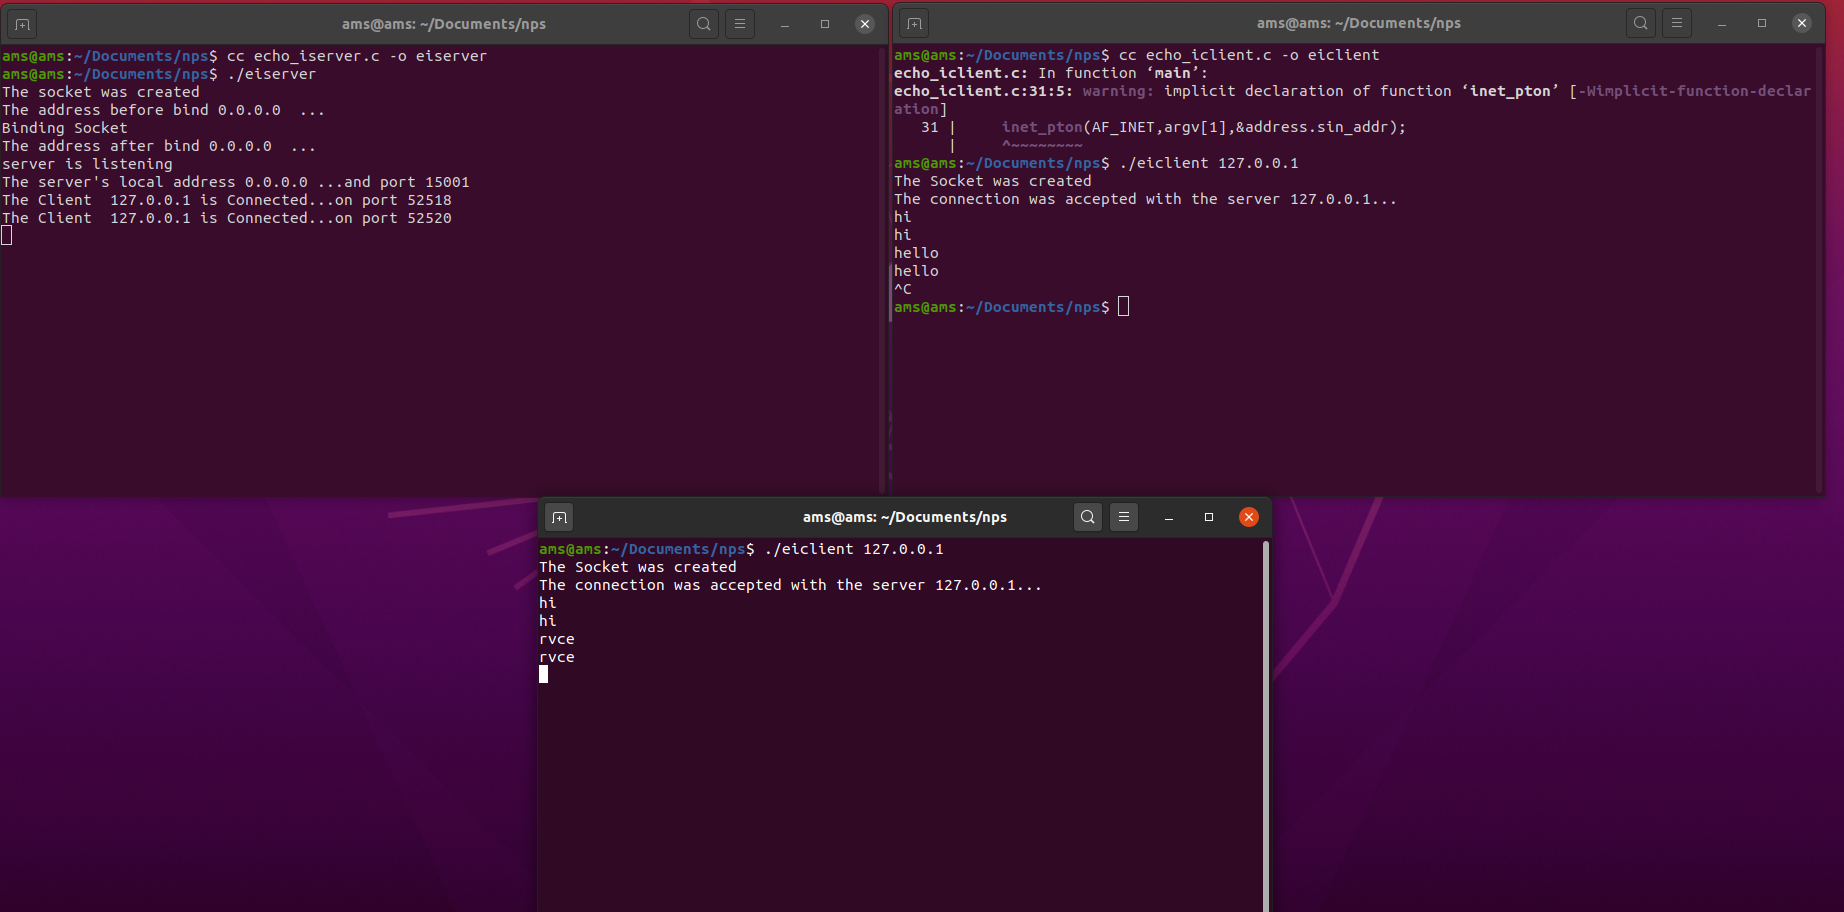 ams@ams: ~/Documents/nps
ams@ams:~/Documents/nps$ cc echo_iserver.c -o eiserver
ams@ams:~/Documents/nps$ ./eiserver
The socket was created
The address before bind 0.0.0.0  ...
Binding Socket
The address after bind 0.0.0.0  ...
server is listening
The server's local address 0.0.0.0 ...and port 15001
The Client  127.0.0.1 is Connected...on port 52518
The Client  127.0.0.1 is Connected...on port 52520
ams@ams: ~/Documents/nps
ams@ams:~/Documents/nps$ cc echo_iclient.c -o eiclient
echo_iclient.c: In function ‘main’:
echo_iclient.c:31:5: warning: implicit declaration of function ‘inet_pton’ [-Wimplicit-function-declar
ation]
   31 |     inet_pton(AF_INET,argv[1],&address.sin_addr);
      |     ^~~~~~~~~
ams@ams:~/Documents/nps$ ./eiclient 127.0.0.1
The Socket was created
The connection was accepted with the server 127.0.0.1...
hi
hi
hello
hello
^C
ams@ams:~/Documents/nps$
ams@ams: ~/Documents/nps
ams@ams:~/Documents/nps$ ./eiclient 127.0.0.1
The Socket was created
The connection was accepted with the server 127.0.0.1...
hi
hi
rvce
rvce